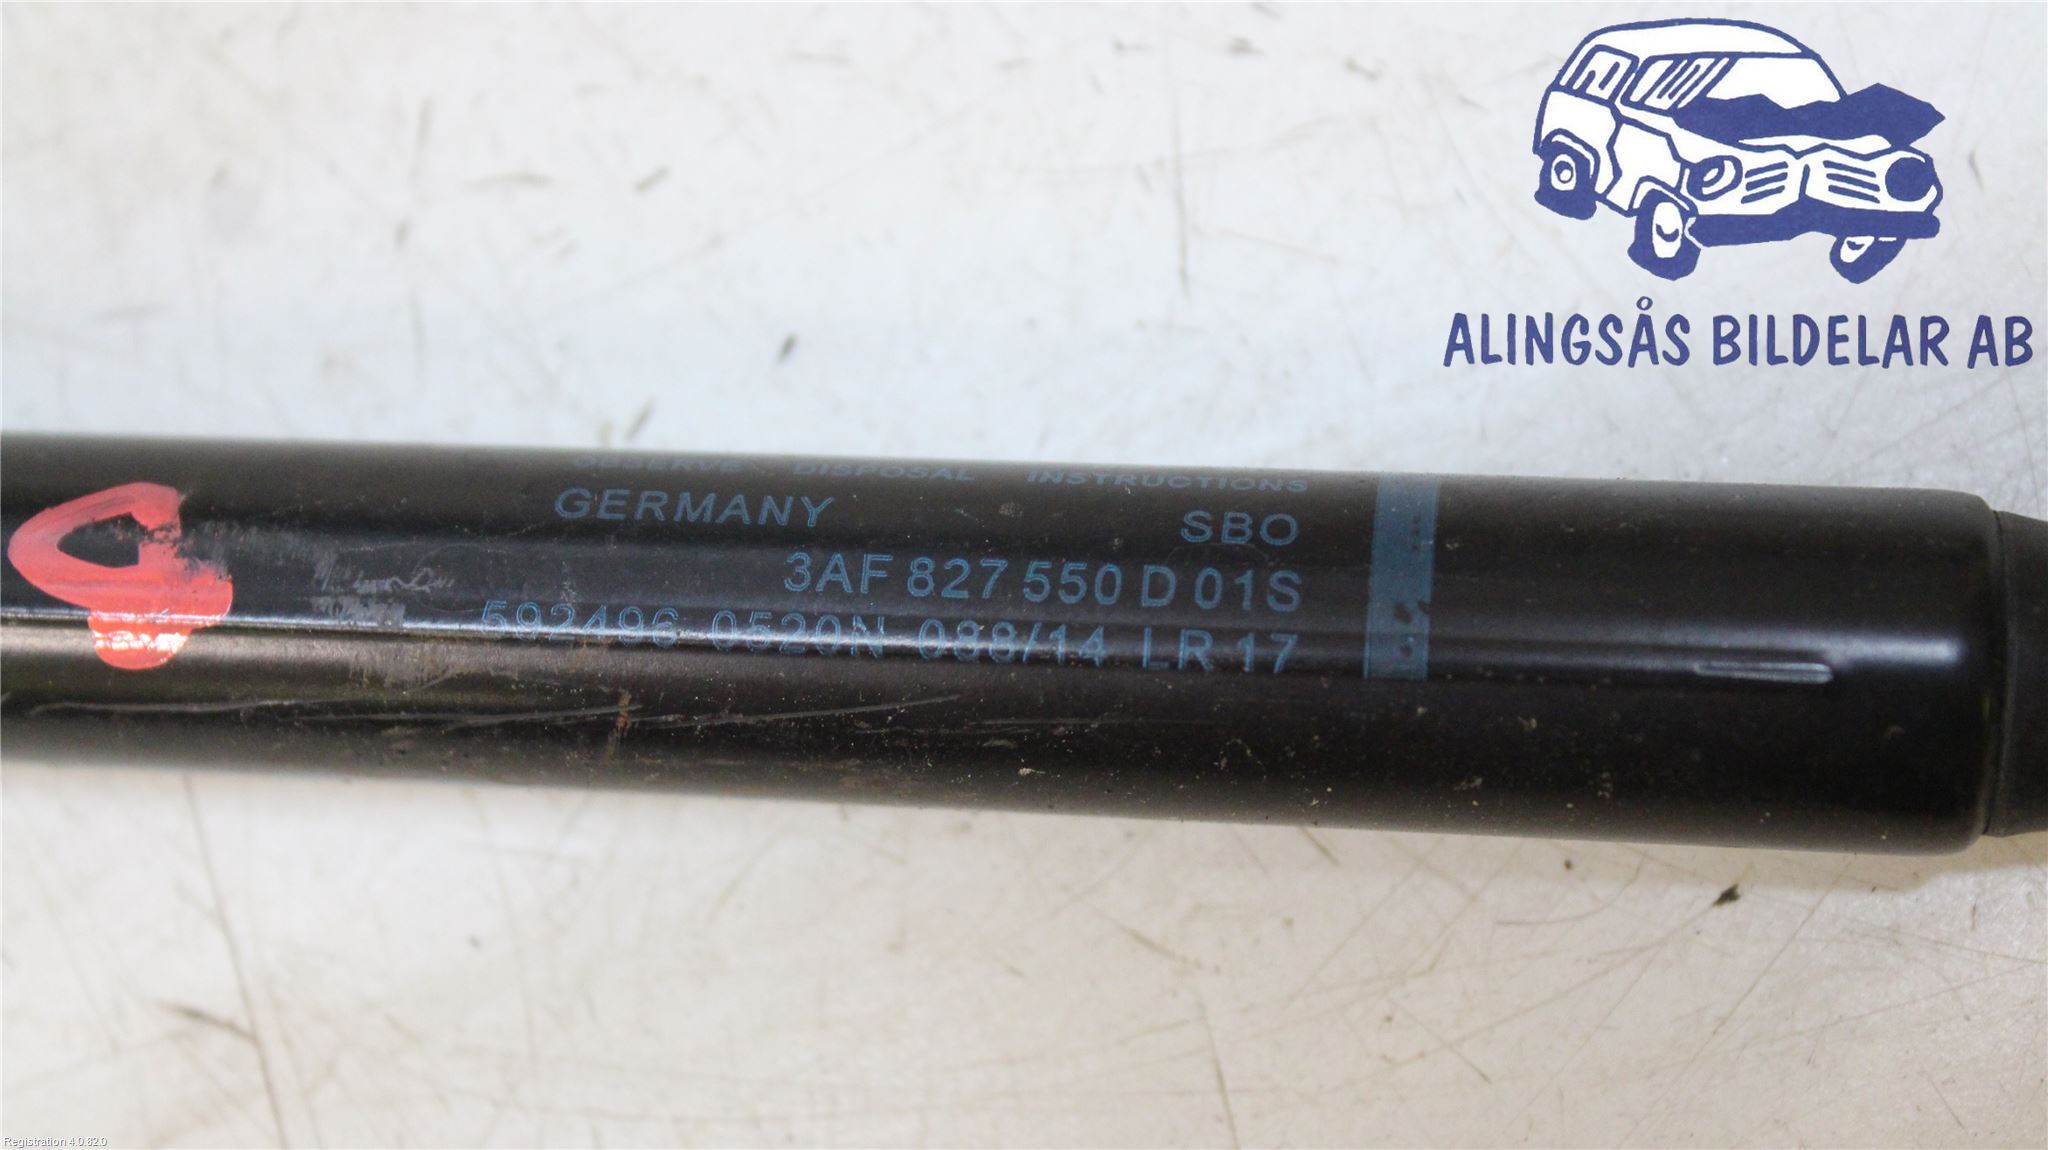 ALINGSÅS BILDELAR AB
OBSERVE DISPOSAL INSTRUCTIONS
GERMANY SBO
3AF 827 550 D 01S
592496 0520N 088/14 LR 17
Registration 4.0.82.0